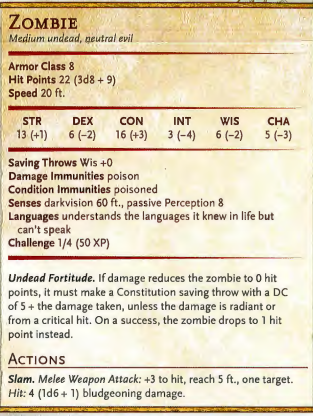 ZOMBIE
Medium undead, neutral evil
Armor Class 8
Hit Points 22 (3d8 + 9)
Speed 20 ft.
STR DEX CON INT WIS CHA
13 (+1) 6 (−2) 16 (+3) 3 (−4) 6 (−2) 5 (−3)
Saving Throws Wis +0
Damage Immunities poison
Condition Immunities poisoned
Senses darkvision 60 ft., passive Perception 8
Languages understands the languages it knew in life but
can't speak
Challenge 1/4 (50 XP)
Undead Fortitude. If damage reduces the zombie to 0 hit
points, it must make a Constitution saving throw with a DC
of 5 + the damage taken, unless the damage is radiant or
from a critical hit. On a success, the zombie drops to 1 hit
point instead.
ACTIONS
Slam. Melee Weapon Attack: +3 to hit, reach 5 ft., one target.
Hit: 4 (1d6 + 1) bludgeoning damage.